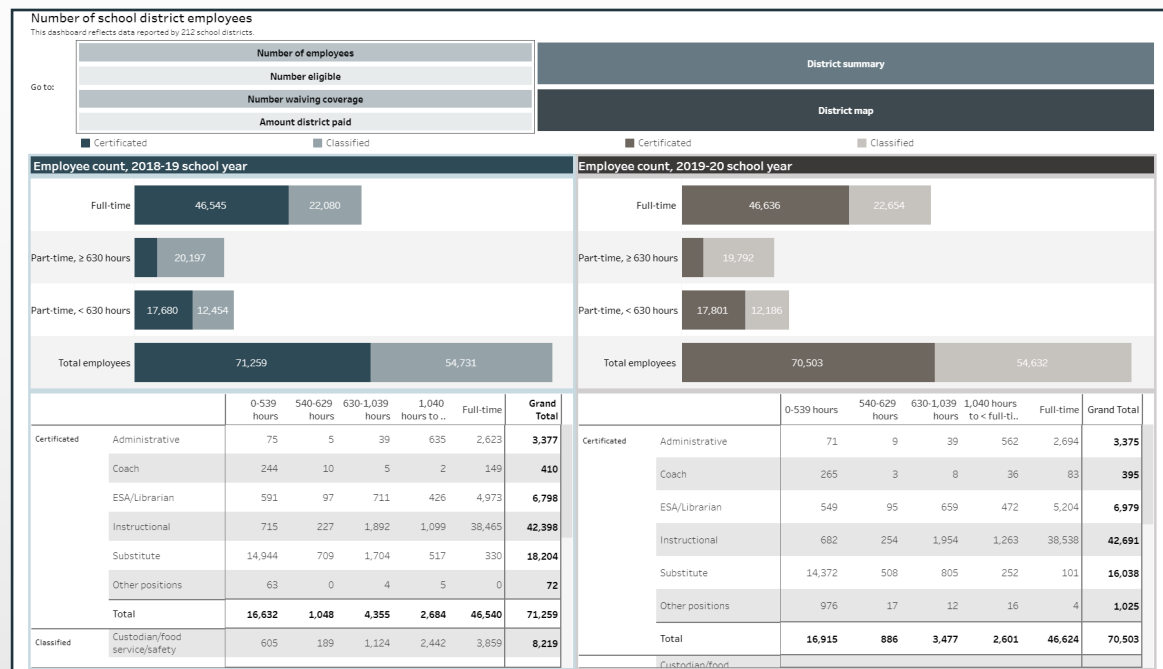 Number of school district employees
This dashboard reflects data reported by 212 school districts.
Go to:
Number of employees
Number eligible
Number waiving coverage
Amount district paid
District summary
District map
Certificated Classified
Certificated Classified
Employee count, 2018-19 school year
Full-time 46,545 22,080
Part-time, ≥ 630 hours 20,197
Part-time, < 630 hours 17,680 12,454
Total employees 71,259 54,731
0-539 hours 540-629 hours 630-1,039 hours 1,040 hours to .. Full-time Grand Total
Certificated Administrative 75 5 39 635 2,623 3,377
Coach 244 10 5 2 149 410
ESA/Librarian 591 97 711 426 4,973 6,798
Instructional 715 227 1,892 1,099 38,465 42,398
Substitute 14,944 709 1,704 517 330 18,204
Other positions 63 0 4 5 0 72
Total 16,632 1,048 4,355 2,684 46,540 71,259
Classified Custodian/food service/safety 605 189 1,124 2,442 3,859 8,219
Employee count, 2019-20 school year
Full-time 46,636 22,654
Part-time, ≥ 630 hours 19,792
Part-time, < 630 hours 17,801 12,186
Total employees 70,503 54,632
0-539 hours 540-629 hours 630-1,039 hours 1,040 hours to < full-ti.. Full-time Grand Total
Certificated Administrative 71 9 39 562 2,694 3,375
Coach 265 3 8 36 83 395
ESA/Librarian 549 95 659 472 5,204 6,979
Instructional 682 254 1,954 1,263 38,538 42,691
Substitute 14,372 508 805 252 101 16,038
Other positions 976 17 12 16 4 1,025
Total 16,915 886 3,477 2,601 46,624 70,503
Custodian/food